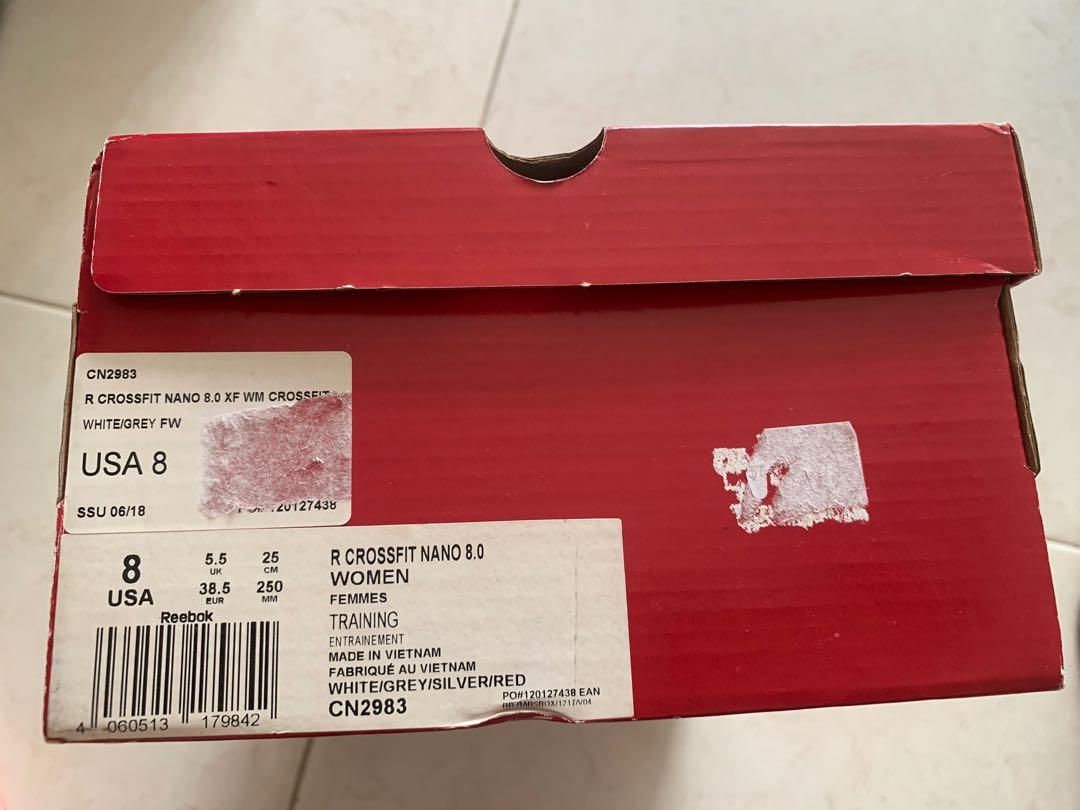 CN2983
R CROSSFIT NANO 8.0 XF WM CROSSFIT
WHITE/GREY FW
USA 8
SSU 06/18
PO#: 120127438
8
USA
5.5
UK
38.5
EUR
25
CM
250
MM
Reebok
4 060513 179842
R CROSSFIT NANO 8.0
WOMEN
FEMMES
TRAINING
ENTRAINEMENT
MADE IN VIETNAM
FABRIQUÉ AU VIETNAM
WHITE/GREY/SILVER/RED
CN2983
PO#120127438 EAN